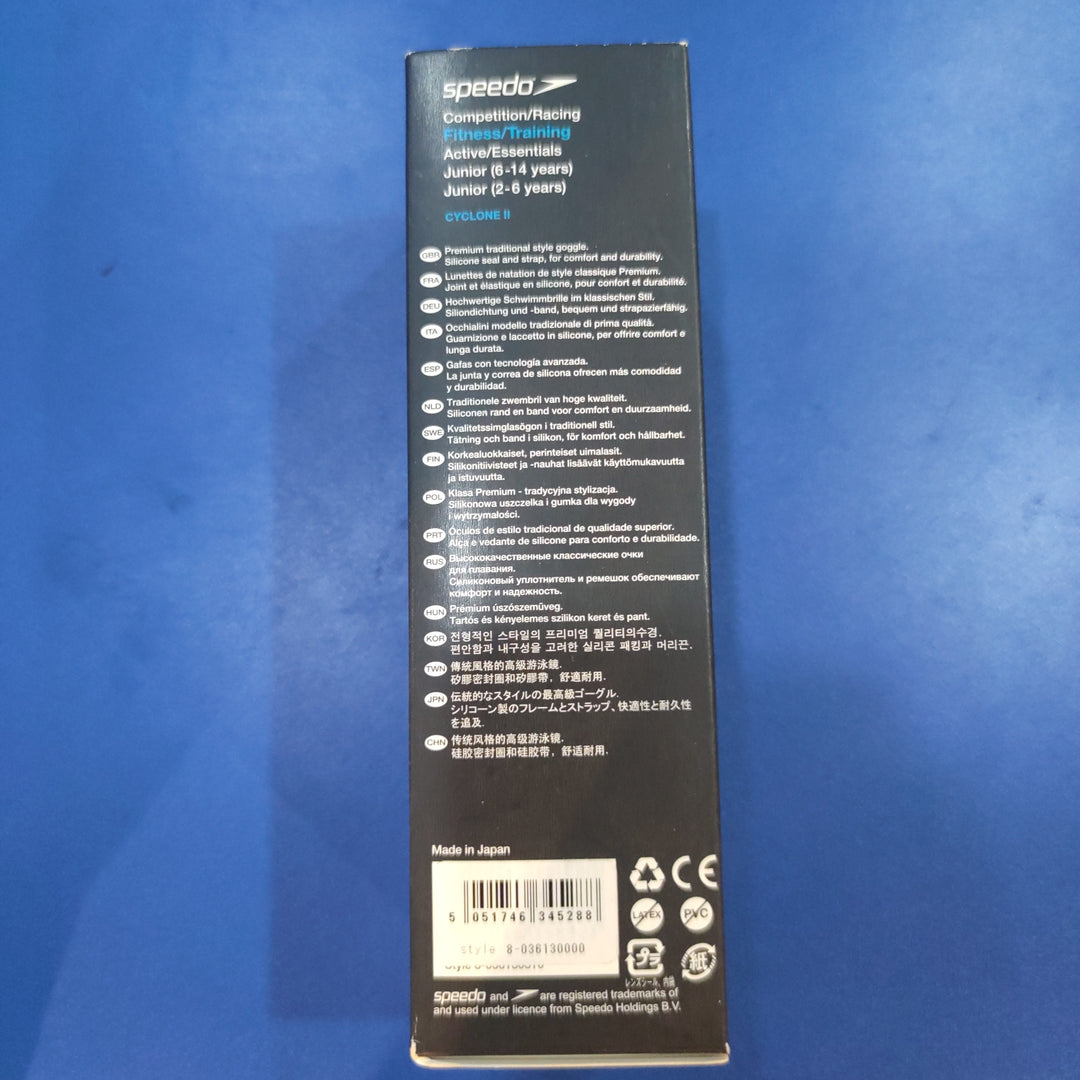 speedo
Competition/Racing
Fitness/Training
Active/Essentials
Junior (6-14 years)
Junior (2-6 years)
CYCLONE II
GBR Premium traditional style goggle.
Silicone seal and strap, for comfort and durability.
FRA Lunettes de natation de style classique Premium.
Joint et élastique en silicone, pour confort et durabilité.
DEU Hochwertige Schwimmbrille im klassischen Stil.
Siliondichtung und -band, bequem und strapazierfähig.
ITA Occhialini modello tradizionale di prima qualità.
Guarnizione e laccetto in silicone, per offrire comfort e
lunga durata.
ESP Gafas con tecnología avanzada.
La junta y correa de silicona ofrecen más comodidad
y durabilidad.
NLD Traditionele zwembril van hoge kwaliteit.
Siliconen rand en band voor comfort en duurzaamheid.
SWE Kvalitetssimglasögon i traditionell stil.
Tätning och band i silikon, för komfort och hållbarhet.
FIN Korkealuokkaiset, perinteiset uimalasit.
Silikonitiivisteet ja -nauhat lisäävät käyttömukavuutta
ja istuvuutta.
POL Klasa Premium - tradycyjna stylizacja.
Silikonowa uszczelka i gumka dla wygody
i wytrzymałości.
PRT Óculos de estilo tradicional de qualidade superior.
Alça e vedante de silicone para conforto e durabilidade.
RUS Высококачественные классические очки
для плавания.
Силиконовый уплотнитель и ремешок обеспечивают
комфорт и надежность.
HUN Prémium úszószemüveg.
Tartós és kényelemes szilikon keret és pant.
KOR 전형적인 스타일의 프리미엄 퀄리티의수경.
편안함과 내구성을 고려한 실리콘 패킹과 머리끈.
TWN 傳統風格的高級游泳鏡.
矽膠密封圈和矽膠帶，舒適耐用.
JPN 伝統的なスタイルの最高級ゴーグル.
シリコーン製のフレームとストラップ、快適性と耐久性
を追及.
CHN 传统风格的高级游泳镜.
硅胶密封圈和硅胶带，舒适耐用.
Made in Japan
5 051746 345288
style 8-036130000
LATEX
PVC
プラ
紙
レンズシール、内袋
speedo and are registered trademarks of
and used under licence from Speedo Holdings B.V.